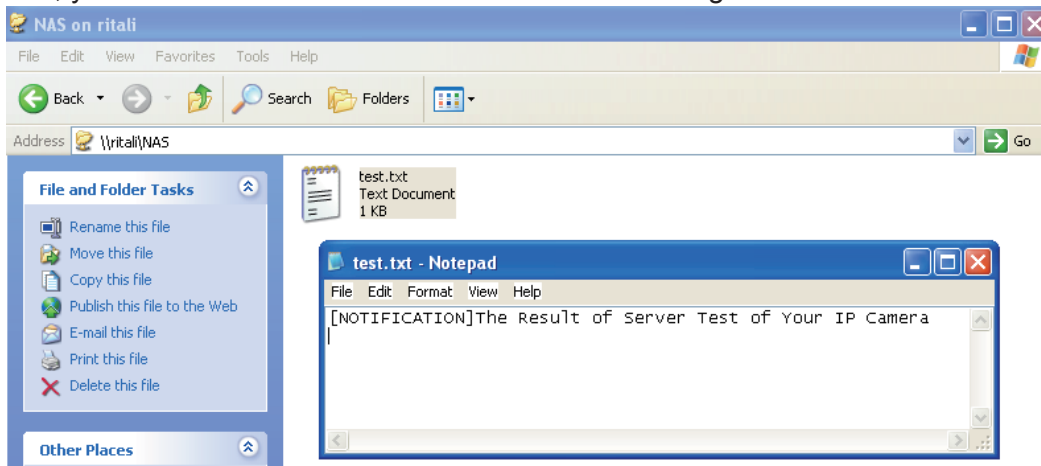 NAS on ritali
File Edit View Favorites Tools Help
Back Search Folders
Address \\ritali\NAS Go
File and Folder Tasks
Rename this file
Move this file
Copy this file
Publish this file to the Web
E-mail this file
Print this file
Delete this file
Other Places
test.txt
Text Document
1 KB
test.txt - Notepad
File Edit Format View Help
[NOTIFICATION]The Result of Server Test of Your IP Camera